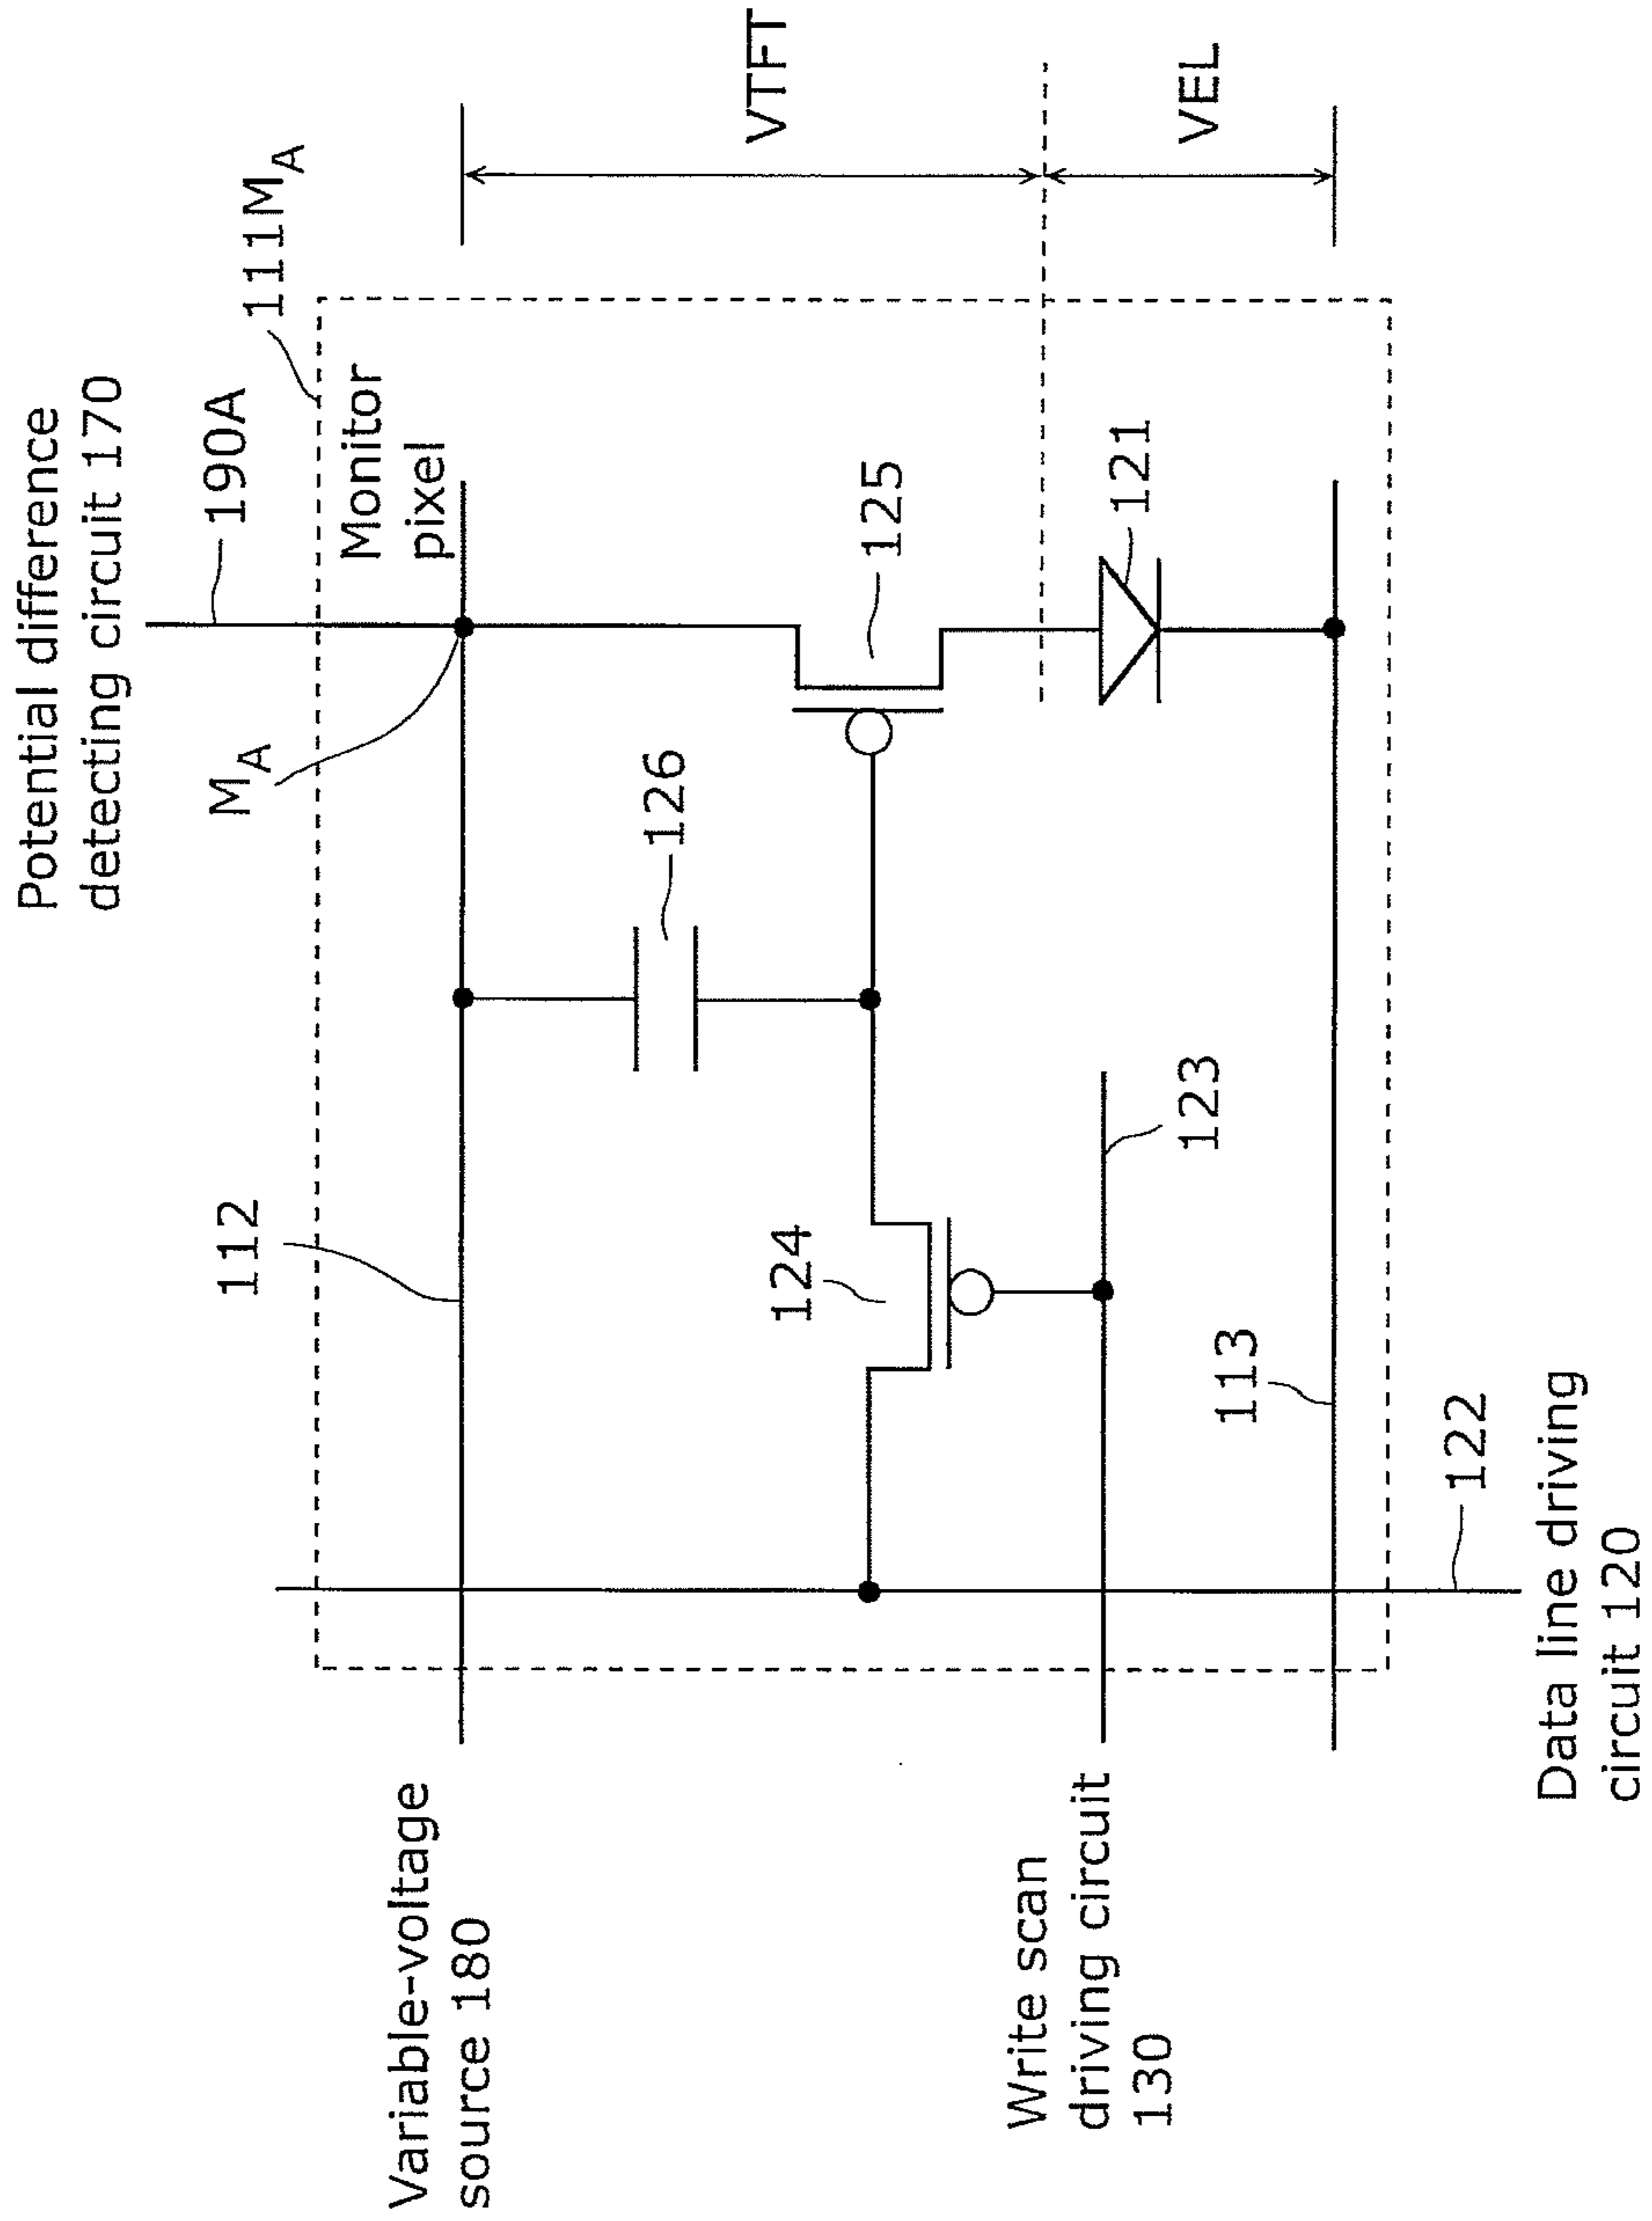 Potential difference
detecting circuit 170
190A
111MA
MA
Monitor
pixel
112
126
125
VTFT
Variable-voltage
source 180
124
123
121
VEL
Write scan
driving circuit
130
113
122
Data line driving
circuit 120